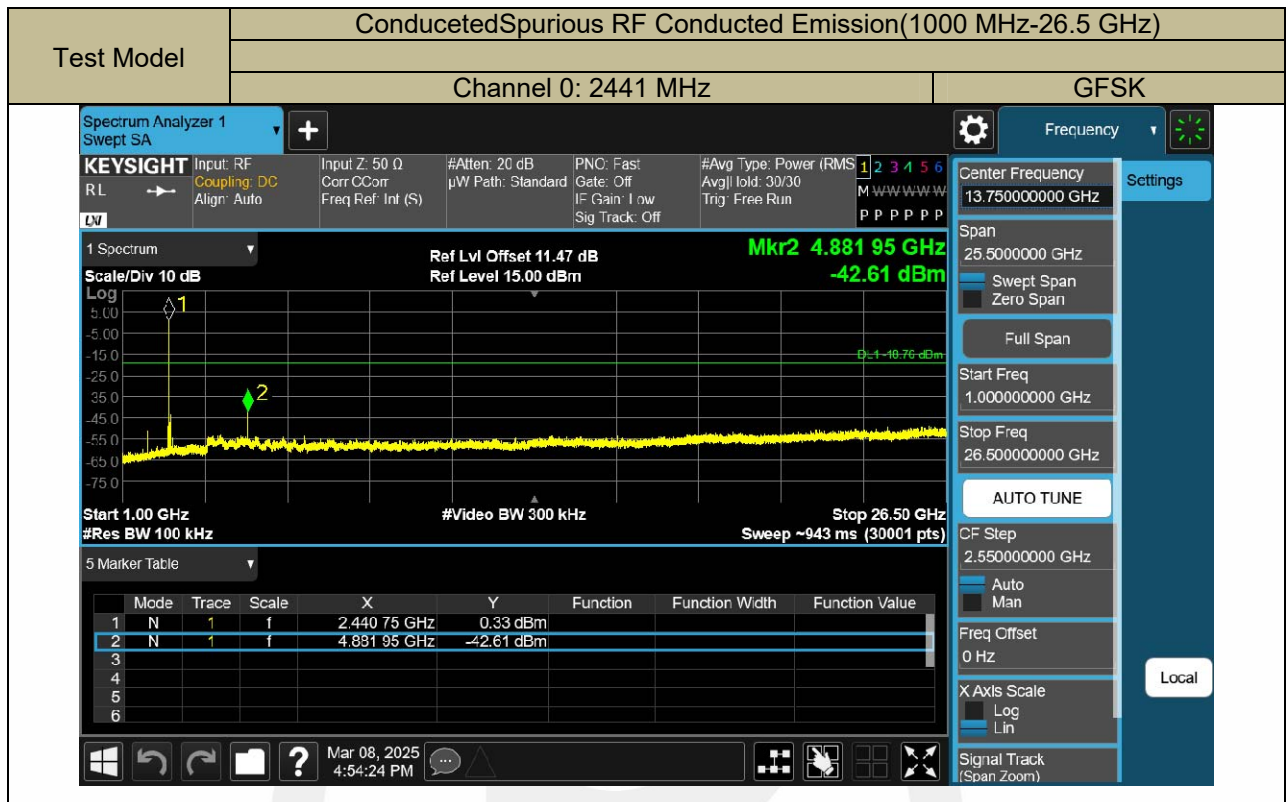 Test Model
ConducetedSpurious RF Conducted Emission(1000 MHz-26.5 GHz)
Channel 0: 2441 MHz
GFSK
Spectrum Analyzer 1
Swept SA
+
Frequency
KEYSIGHT
RL
LXI
Input: RF
Coupling: DC
Align: Auto
Input Z: 50 Ω
Corr CCorr
Freq Ref: Int (S)
#Atten: 20 dB
µW Path: Standard
PNO: Fast
Gate: Off
IF Gain: Low
Sig Track: Off
#Avg Type: Power (RMS
Avg|Hold: 30/30
Trig: Free Run
1 2 3 4 5 6
M W W W W W
P P P P P P
Center Frequency
13.750000000 GHz
Settings
Span
25.5000000 GHz
Swept Span
Zero Span
Full Span
Start Freq
1.000000000 GHz
Stop Freq
26.500000000 GHz
AUTO TUNE
CF Step
2.550000000 GHz
Auto
Man
Freq Offset
0 Hz
X Axis Scale
Log
Lin
Signal Track
(Span Zoom)
Local
1 Spectrum
Scale/Div 10 dB
Ref Lvl Offset 11.47 dB
Ref Level 15.00 dBm
Mkr2 4.881 95 GHz
-42.61 dBm
Log
5.00
-5.00
-15.0
-25.0
-35.0
-45.0
-55.0
-65.0
-75.0
1
2
Start 1.00 GHz
#Res BW 100 kHz
#Video BW 300 kHz
Stop 26.50 GHz
Sweep ~943 ms (30001 pts)
5 Marker Table
Mode Trace Scale X Y Function Function Width Function Value
1 N 1 f 2.440 75 GHz 0.33 dBm
2 N 1 f 4.881 95 GHz -42.61 dBm
3
4
5
6
?
Mar 08, 2025
4:54:24 PM